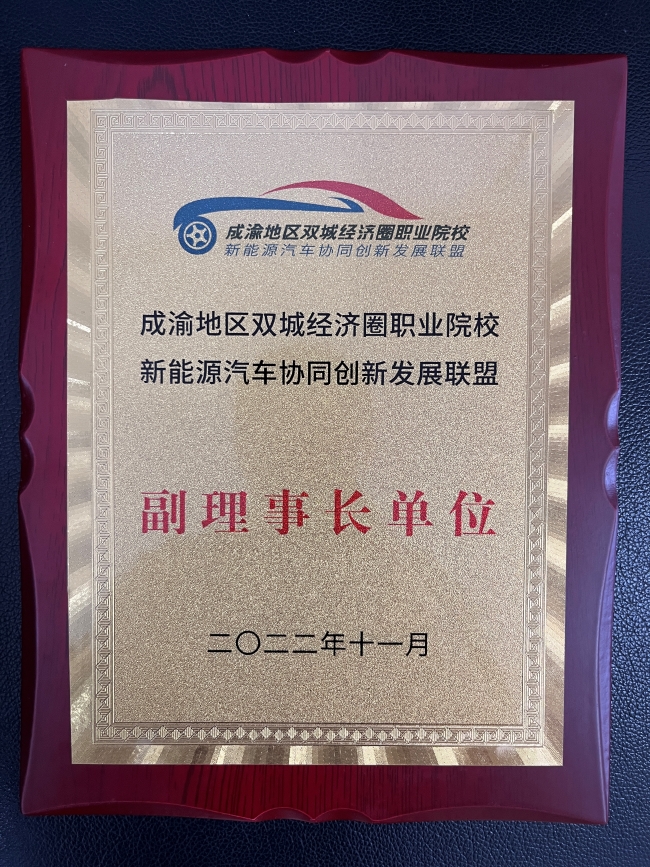 成渝地区双城经济圈职业院校
新能源汽车协同创新发展联盟
成渝地区双城经济圈职业院校
新能源汽车协同创新发展联盟
副理事长单位
二〇二二年十一月